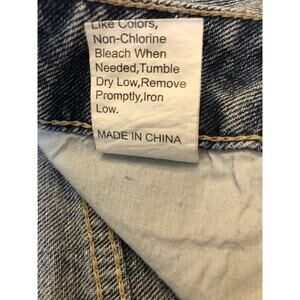 Like Colors,
Non-Chlorine
Bleach When
Needed,Tumble
Dry Low,Remove
Promptly,Iron
Low.
MADE IN CHINA